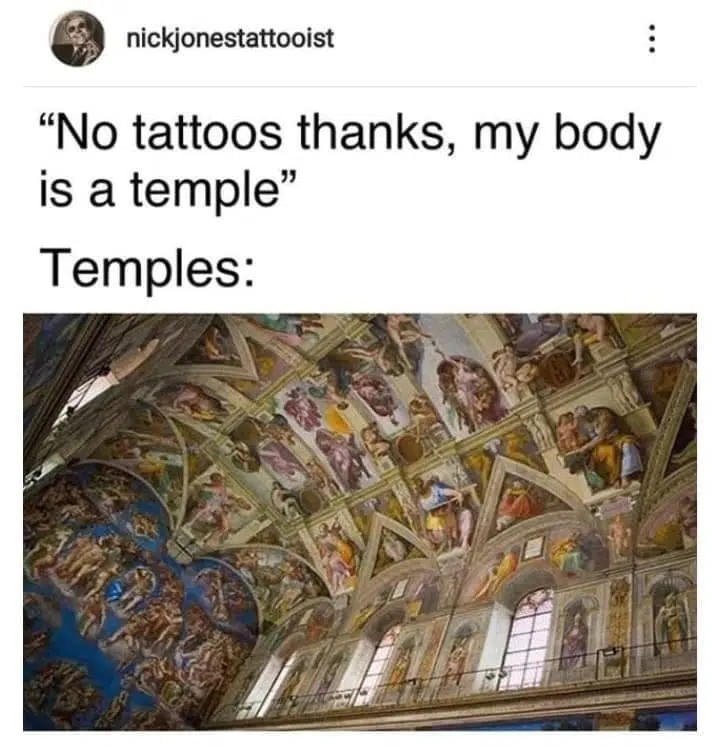 nickjonestattooist
“No tattoos thanks, my body
is a temple”
Temples: